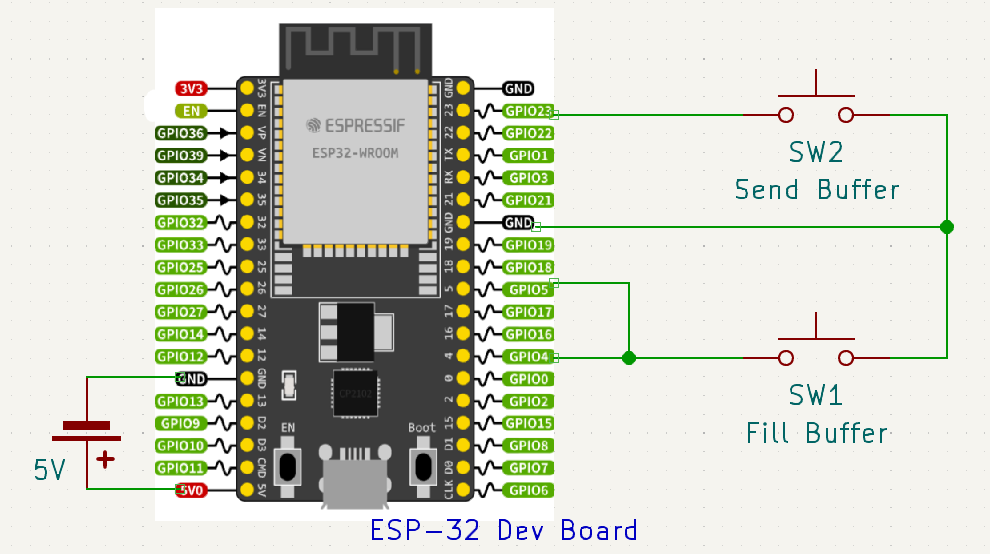 3V3
EN
GPIO36
GPIO39
GPIO34
GPIO35
GPIO32
GPIO33
GPIO25
GPIO26
GPIO27
GPIO14
GPIO12
GND
GPIO13
GPIO9
GPIO10
GPIO11
5V0
3V3
EN
VP
VN
34
35
32
33
25
26
27
14
12
GND
13
D2
D3
CMD
5V
ESPRESSIF
ESP32-WROOM
CP2102
EN
Boot
GND
23
22
TX
RX
21
GND
19
18
5
17
16
4
0
2
15
D1
D0
CLK
GND
GPIO23
GPIO22
GPIO1
GPIO3
GPIO21
GND
GPIO19
GPIO18
GPIO5
GPIO17
GPIO16
GPIO4
GPIO0
GPIO2
GPIO15
GPIO8
GPIO7
GPIO6
SW2
Send Buffer
SW1
Fill Buffer
5V
+
ESP-32 Dev Board